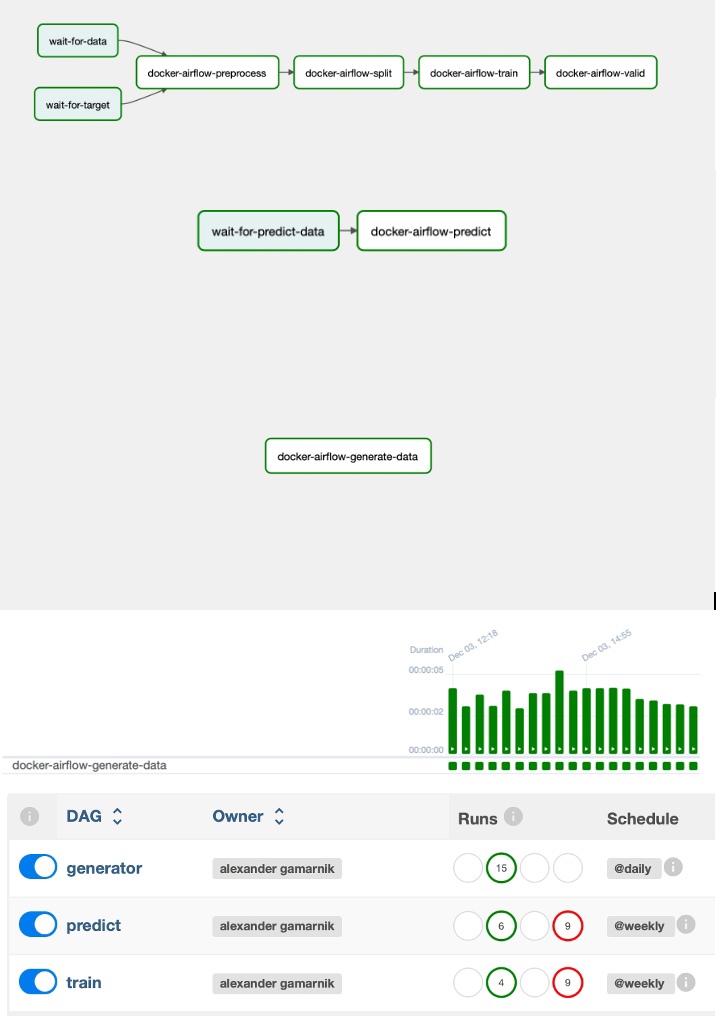 wait-for-data
docker-airflow-preprocess
docker-airflow-split
docker-airflow-train
docker-airflow-valid
wait-for-target
wait-for-predict-data
docker-airflow-predict
docker-airflow-generate-data
Duration
Dec 03, 12:18
Dec 03, 14:55
00:00:05
00:00:02
00:00:00
docker-airflow-generate-data
i DAG Owner Runs i Schedule
generator alexander gamarnik 15 @daily i
predict alexander gamarnik 6 9 @weekly i
train alexander gamarnik 4 9 @weekly i